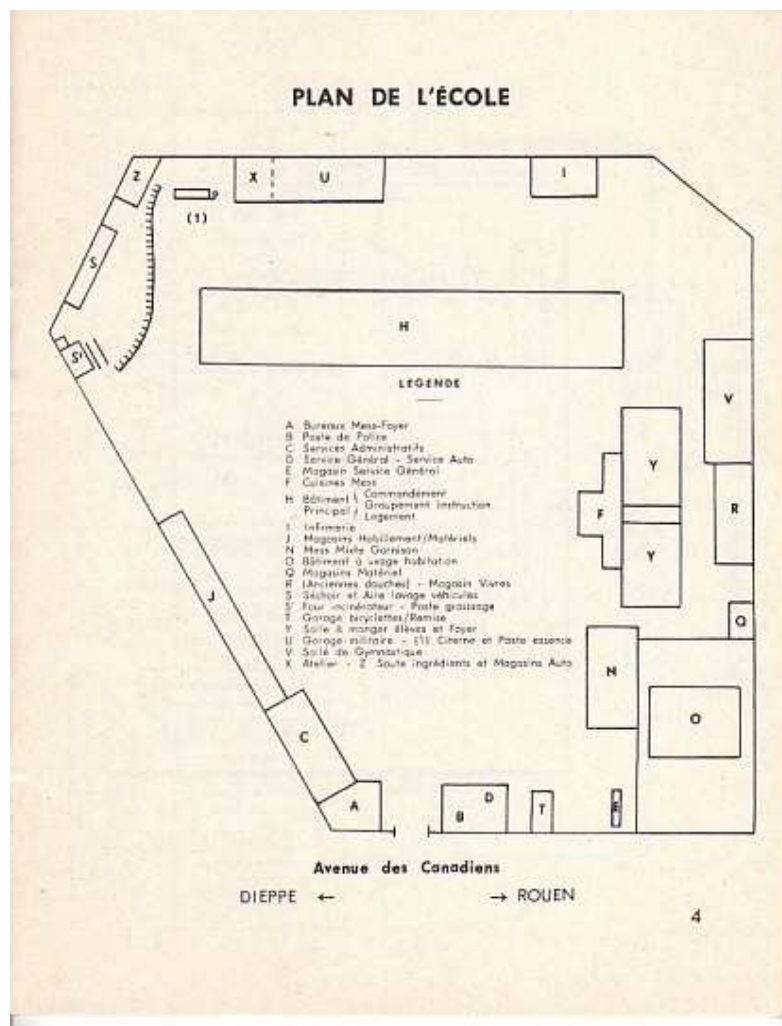 PLAN DE L'ÉCOLE
Z
X
U
I
(1)
S
H
S'
V
LEGENDE
A Bureaux Mess-Foyer
B Poste de Police
C Services Administratifs
D Service Général - Service Auto
E Magasin Service Général
F Cuisines Mess
H Bâtiment Principal Commandement
Groupement instruction
Logement
I Infirmerie
J Magasins Habillement/Matériels
N Mess Mixte Garnison
O Bâtiment à usage habitation
Q Magasins Matériel
R (Anciennes douches) - Magasin Vivres
S Séchoir et Aire lavage véhicules
S' Four incinérateur - Poste graissage
T Garage bicyclettes/Remise
Y Salle à manger élèves et Foyer
U Garage militaire - (1) Citerne et Poste essence
V Salle de Gymnastique
X Atelier - Z Soute ingrédients et Magasins Auto
Y
F
R
Y
J
Q
N
O
C
A
D
B
T
E
Avenue des Canadiens
DIEPPE ← → ROUEN
4